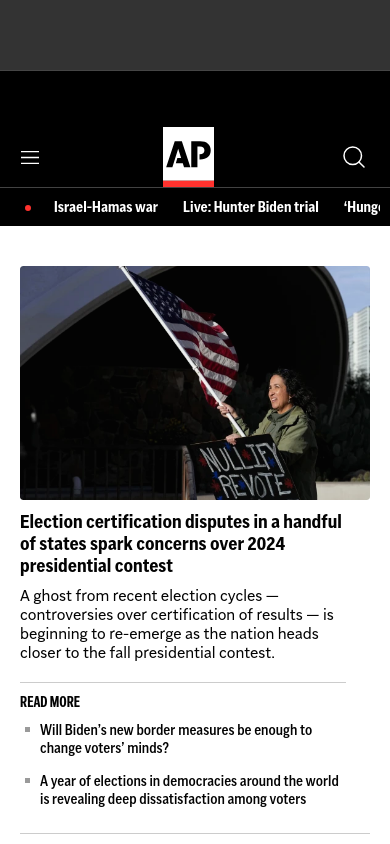 AP
Israel-Hamas war
Live: Hunter Biden trial
‘Hung
NULLIFY
REVOTE
Election certification disputes in a handful
of states spark concerns over 2024
presidential contest
A ghost from recent election cycles —
controversies over certification of results — is
beginning to re-emerge as the nation heads
closer to the fall presidential contest.
READ MORE
Will Biden’s new border measures be enough to
change voters’ minds?
A year of elections in democracies around the world
is revealing deep dissatisfaction among voters